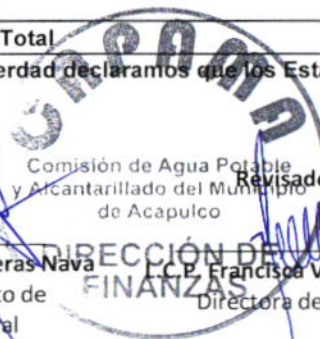 Total
erdad declaramos que los Esta
CAPAMA
Comisión de Agua Potable
y Alcantarillado del Municipio
de Acapulco
Revisado
DIRECCIÓN DE
FINANZAS
eras Nava
L.C.P. Francisca V
to de
Directora de
al